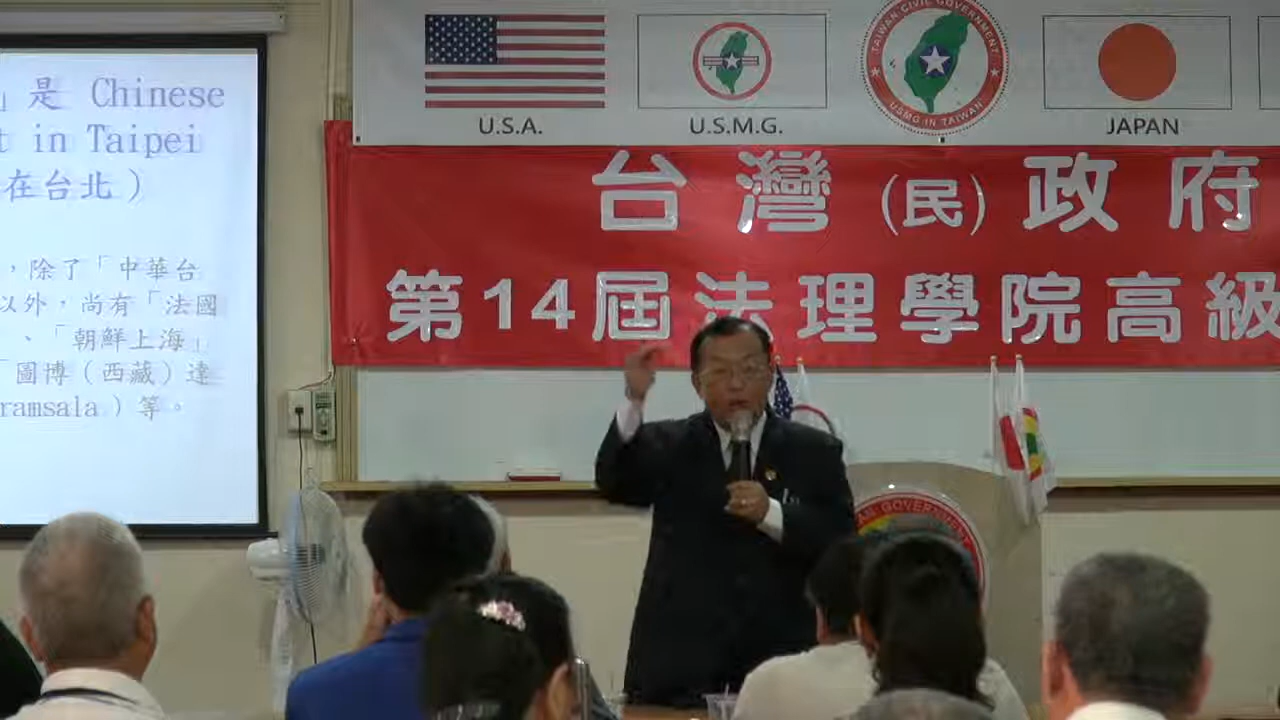 」是 Chinese
t in Taipei
在台北）
，除了「中華台
以外，尚有「法國
、「朝鮮上海」
「圖博（西藏）達
ramsala）等。
U.S.A.
U.S.M.G.
TAIWAN CIVIL GOVERNMENT
USMG IN TAIWAN
JAPAN
台灣(民)政府
第14屆法理學院高級
AN GOVERNMENT